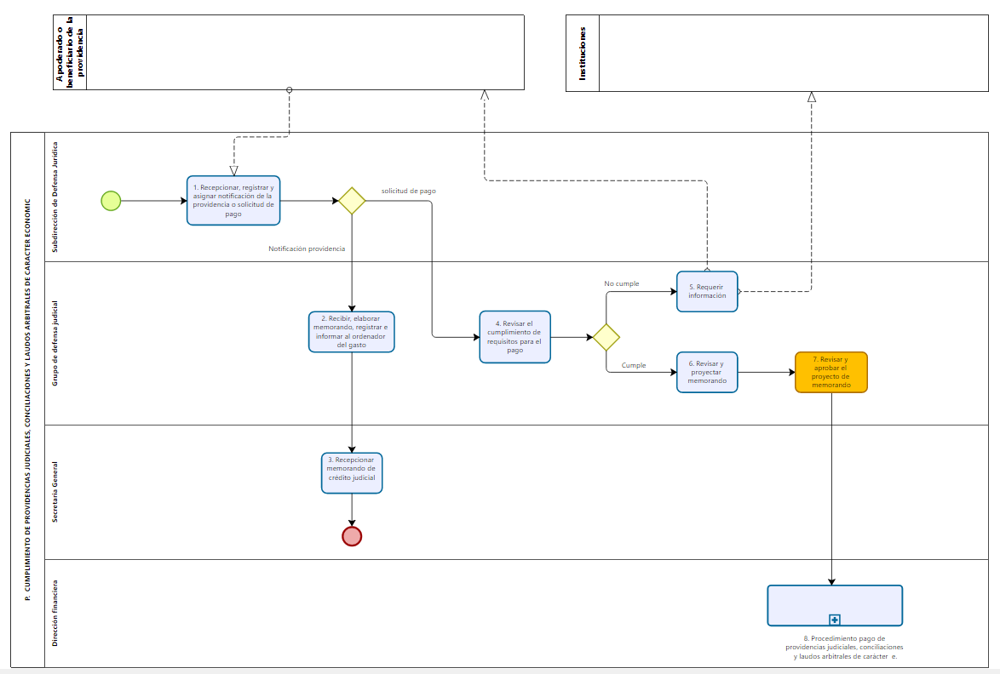 Apoderado o
beneficiario de la
providencia
Instituciones
P. CUMPLIMIENTO DE PROVIDENCIAS JUDICIALES, CONCILIACIONES Y LAUDOS ARBITRALES DE CARACTER ECONOMIC
Subdirección de Defensa Jurídica
1. Recepcionar, registrar y
asignar notificación de la
providencia o solicitud de
pago
solicitud de pago
Notificación providencia
Grupo de defensa judicial
2. Recibir, elaborar
memorando, registrar e
informar al ordenador
del gasto
4. Revisar el
cumplimiento de
requisitos para el
pago
No cumple
5. Requerir
información
Cumple
6. Revisar y
proyectar
memorando
7. Revisar y
aprobar el
proyecto de
memorando
Secretaria General
3. Recepcionar
memorando de
crédito judicial
Dirección financiera
8. Procedimiento pago de
providencias judiciales, conciliaciones
y laudos arbitrales de carácter e.